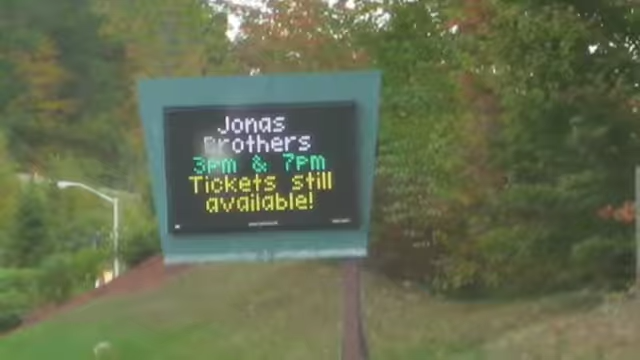 Jonas
Brothers
3pm & 7pm
Tickets still
available!